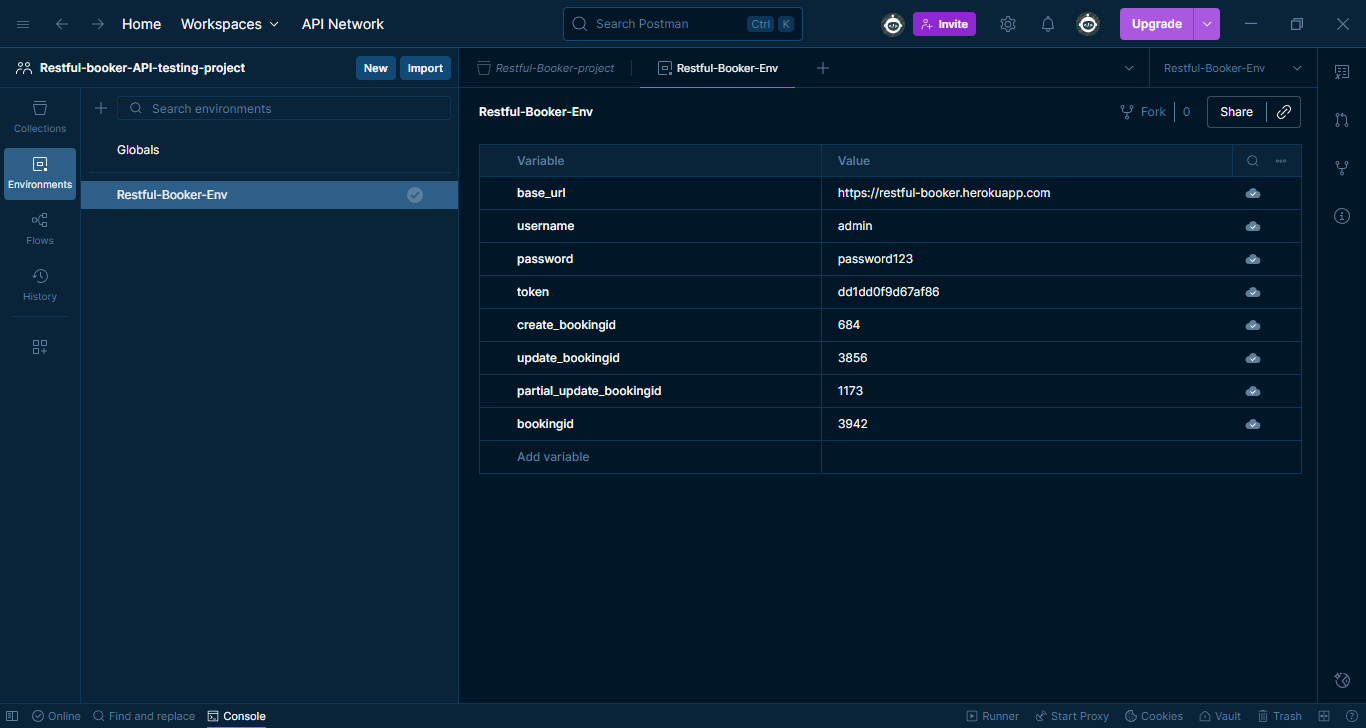 Home Workspaces API Network Search Postman Ctrl K Invite Upgrade
Restful-booker-API-testing-project New Import Restful-Booker-project Restful-Booker-Env Restful-Booker-Env
Collections
Environments
Flows
History
Search environments
Globals
Restful-Booker-Env
Restful-Booker-Env Fork 0 Share
Variable Value
base_url https://restful-booker.herokuapp.com
username admin
password password123
token dd1dd0f9d67af86
create_bookingid 684
update_bookingid 3856
partial_update_bookingid 1173
bookingid 3942
Add variable
Online Find and replace Console Runner Start Proxy Cookies Vault Trash